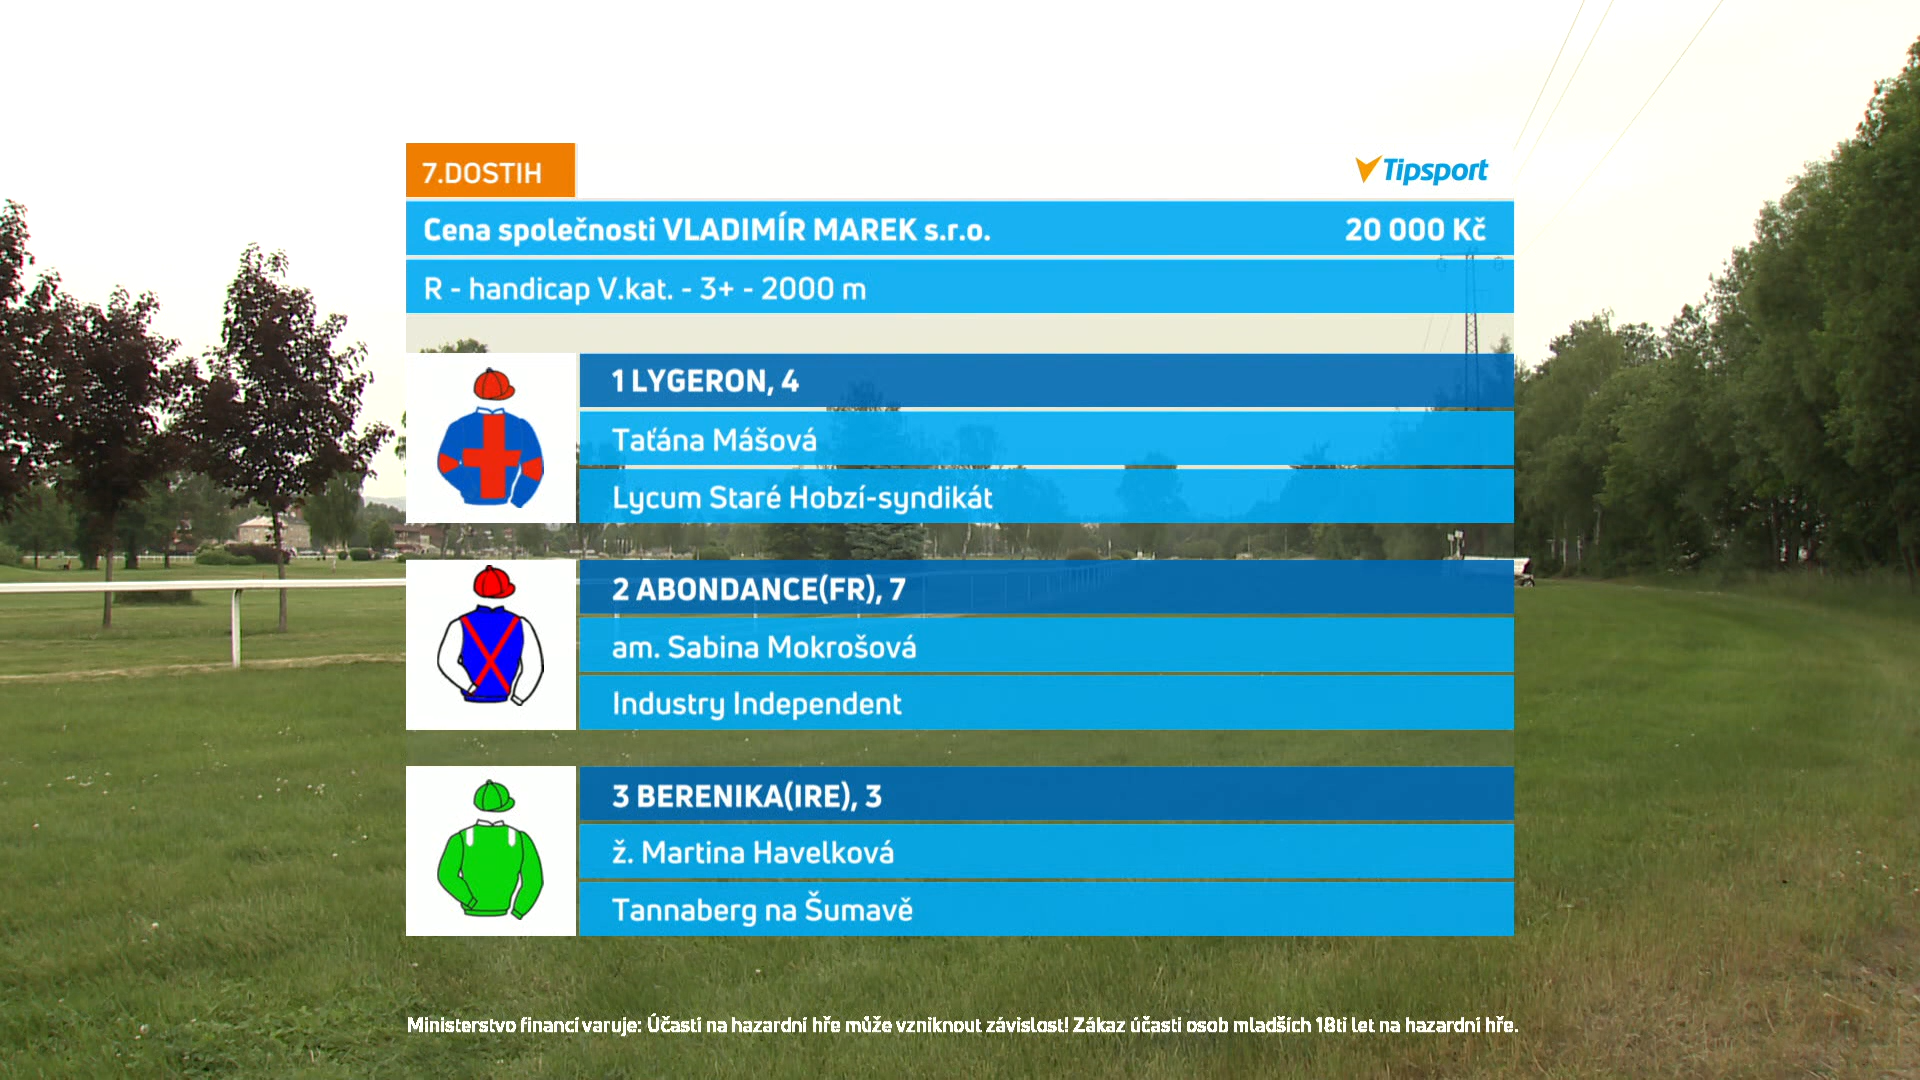 7.DOSTIH
Tipsport
Cena společnosti VLADIMÍR MAREK s.r.o. 20 000 Kč
R - handicap V.kat. - 3+ - 2000 m
1 LYGERON, 4
Taťána Mášová
Lycum Staré Hobzí-syndikát
2 ABONDANCE(FR), 7
am. Sabina Mokrošová
Industry Independent
3 BERENIKA(IRE), 3
ž. Martina Havelková
Tannaberg na Šumavě
Ministerstvo financí varuje: Účastí na hazardní hře může vzniknout závislost! Zákaz účasti osob mladších 18ti let na hazardní hře.